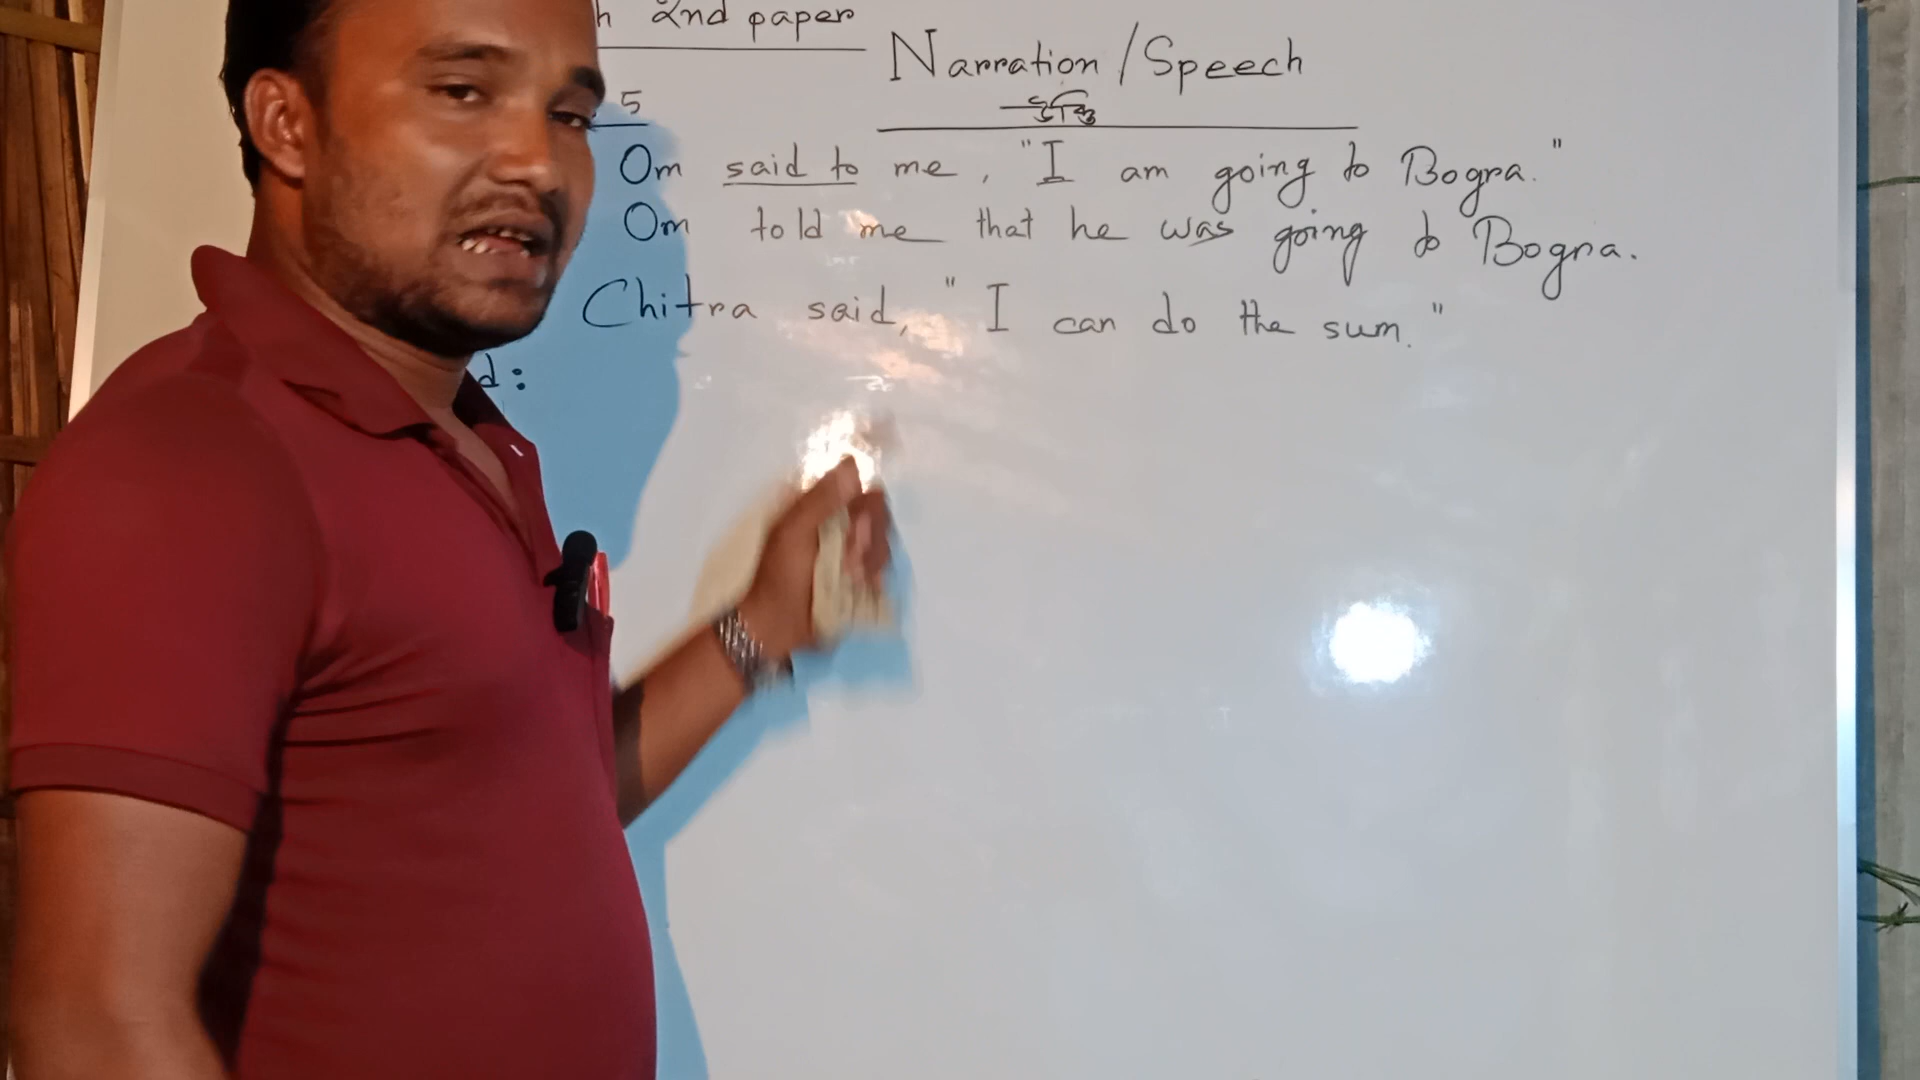 h 2nd paper
Narration / Speech
উক্তি
5
Om said to me, "I am going to Bogra."
Om told me that he was going to Bogra.
Chitra said, "I can do the sum."
d: